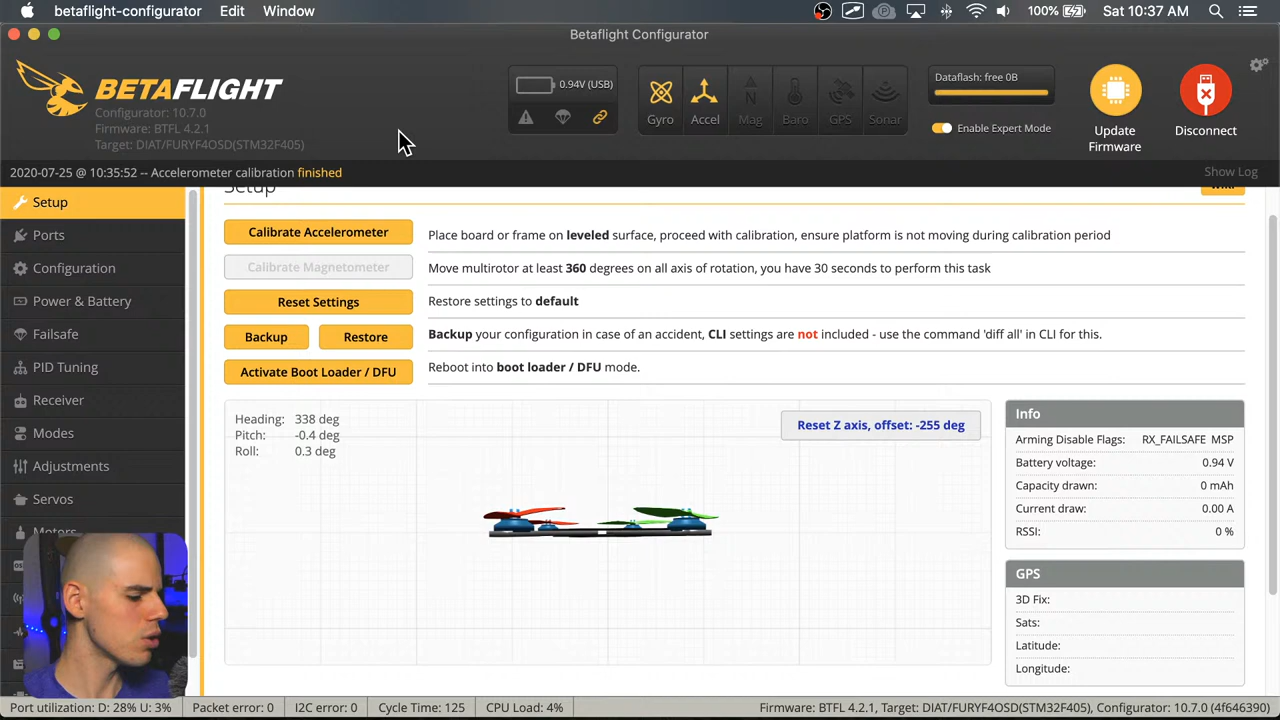 betaflight-configurator Edit Window
100% Sat 10:37 AM
Betaflight Configurator
BETAFLIGHT
Configurator: 10.7.0
Firmware: BTFL 4.2.1
Target: DIAT/FURYF4OSD(STM32F405)
0.94V (USB)
Gyro Accel Mag Baro GPS Sonar
Dataflash: free 0B
Enable Expert Mode
Update
Firmware
Disconnect
2020-07-25 @ 10:35:52 -- Accelerometer calibration finished
Show Log
Setup
Ports
Configuration
Power & Battery
Failsafe
PID Tuning
Receiver
Modes
Adjustments
Servos
Motors
Setup
Calibrate Accelerometer
Place board or frame on leveled surface, proceed with calibration, ensure platform is not moving during calibration period
Calibrate Magnetometer
Move multirotor at least 360 degrees on all axis of rotation, you have 30 seconds to perform this task
Reset Settings
Restore settings to default
Backup Restore
Backup your configuration in case of an accident, CLI settings are not included - use the command 'diff all' in CLI for this.
Activate Boot Loader / DFU
Reboot into boot loader / DFU mode.
Heading: 338 deg
Pitch: -0.4 deg
Roll: 0.3 deg
Reset Z axis, offset: -255 deg
Info
Arming Disable Flags: RX_FAILSAFE MSP
Battery voltage: 0.94 V
Capacity drawn: 0 mAh
Current draw: 0.00 A
RSSI: 0 %
GPS
3D Fix:
Sats:
Latitude:
Longitude:
Port utilization: D: 28% U: 3% Packet error: 0 I2C error: 0 Cycle Time: 125 CPU Load: 4% Firmware: BTFL 4.2.1, Target: DIAT/FURYF4OSD(STM32F405), Configurator: 10.7.0 (4f646390)